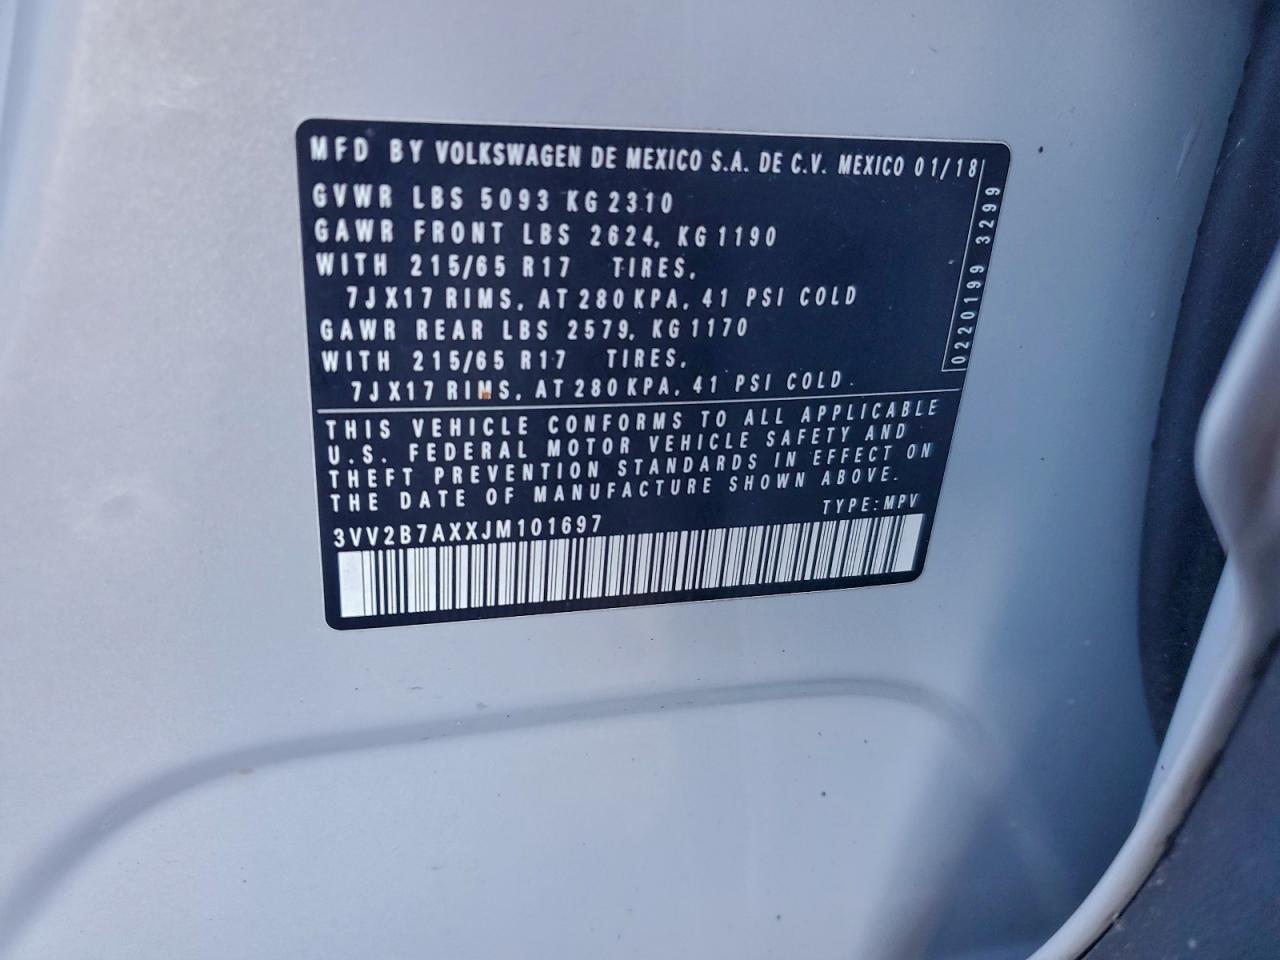 MFD BY VOLKSWAGEN DE MEXICO S.A. DE C.V. MEXICO 01/18
GVWR LBS 5093 KG 2310
GAWR FRONT LBS 2624, KG 1190
WITH 215/65 R17 TIRES,
7JX17 RIMS, AT 280 KPA, 41 PSI COLD
GAWR REAR LBS 2579, KG 1170
WITH 215/65 R17 TIRES,
7JX17 RIMS, AT 280 KPA, 41 PSI COLD.
0220199 3299
THIS VEHICLE CONFORMS TO ALL APPLICABLE
U.S. FEDERAL MOTOR VEHICLE SAFETY AND
THEFT PREVENTION STANDARDS IN EFFECT ON
THE DATE OF MANUFACTURE SHOWN ABOVE.
TYPE: MPV
3VV2B7AXXJM101697